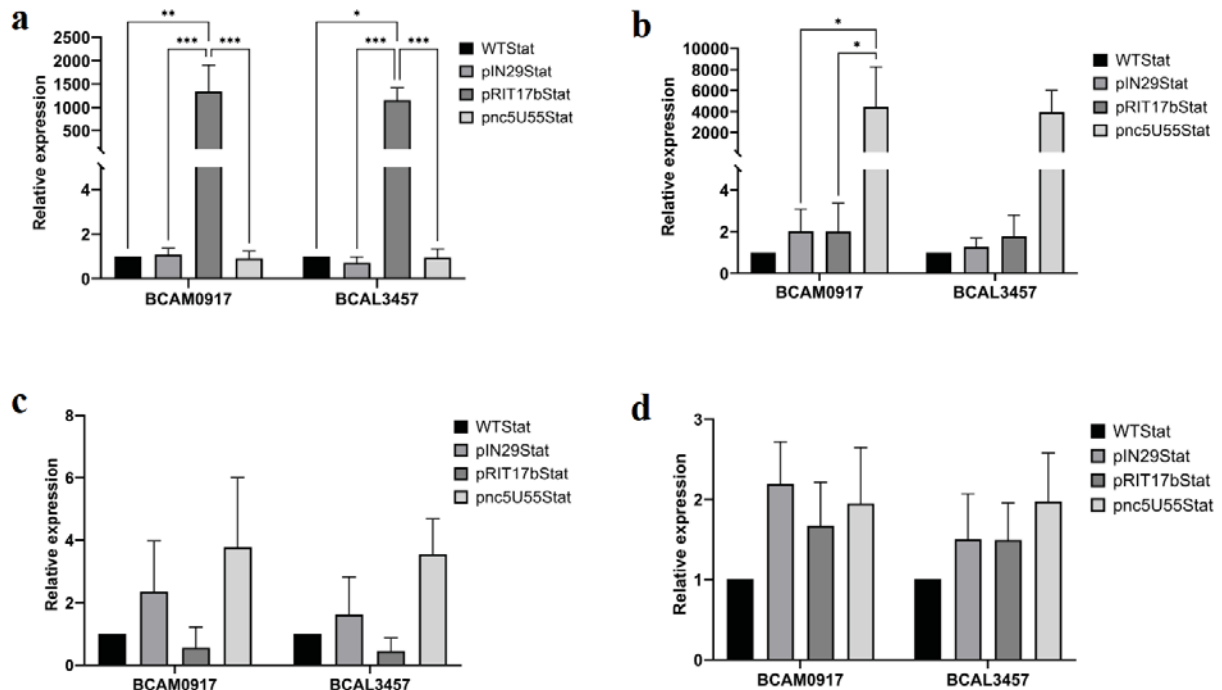 a
Relative expression
2500
2000
1500
1000
500
4
2
0
**
***
***
*
***
***
BCAM0917
BCAL3457
WTStat
pIN29Stat
pRIT17bStat
pnc5U55Stat
b
Relative expression
10000
8000
6000
4000
2000
4
2
0
*
*
BCAM0917
BCAL3457
WTStat
pIN29Stat
pRIT17bStat
pnc5U55Stat
c
Relative expression
8
6
4
2
0
BCAM0917
BCAL3457
WTStat
pIN29Stat
pRIT17bStat
pnc5U55Stat
d
Relative expression
3
2
1
0
BCAM0917
BCAL3457
WTStat
pIN29Stat
pRIT17bStat
pnc5U55Stat